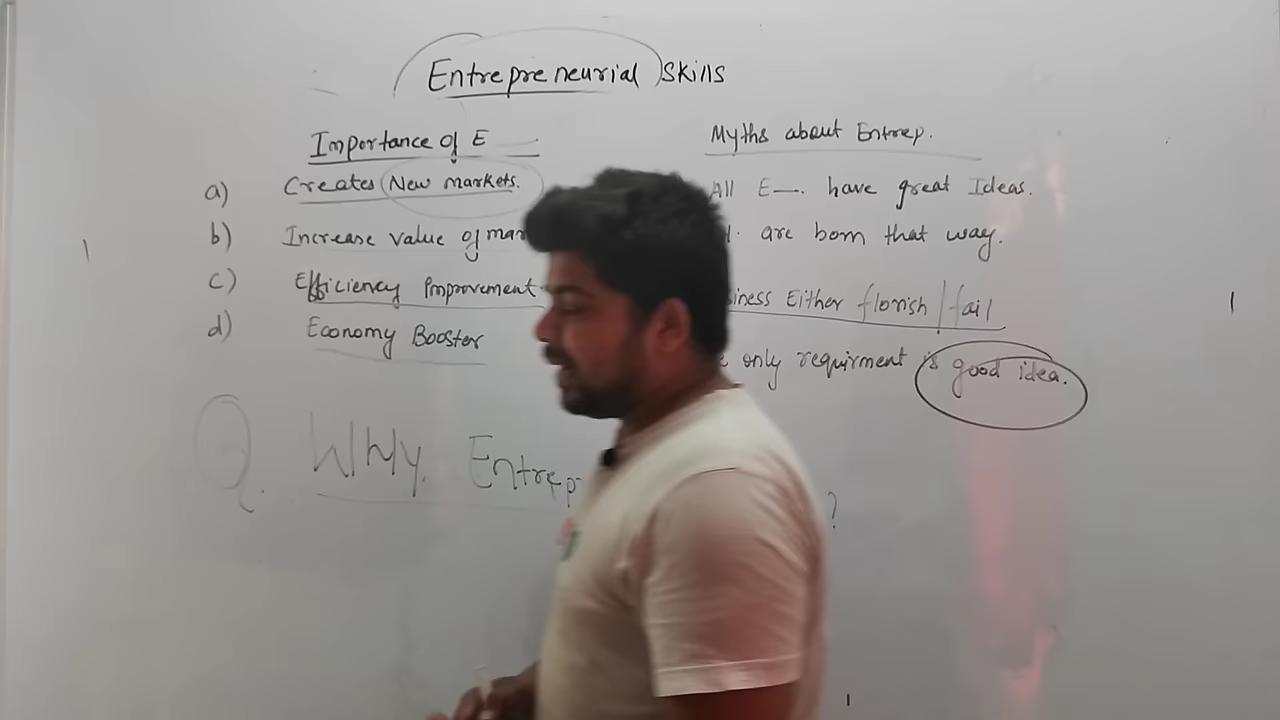 Entrepreneurial Skills
Importance of E
a) Creates New markets.
b) Increase value of
c) Efficiency Improvement
d) Economy Booster
Myths about Entrep.
All E—. have great Ideas.
are born that way.
Either florish / fail
only requirment is good idea.
Q. WHY. ?